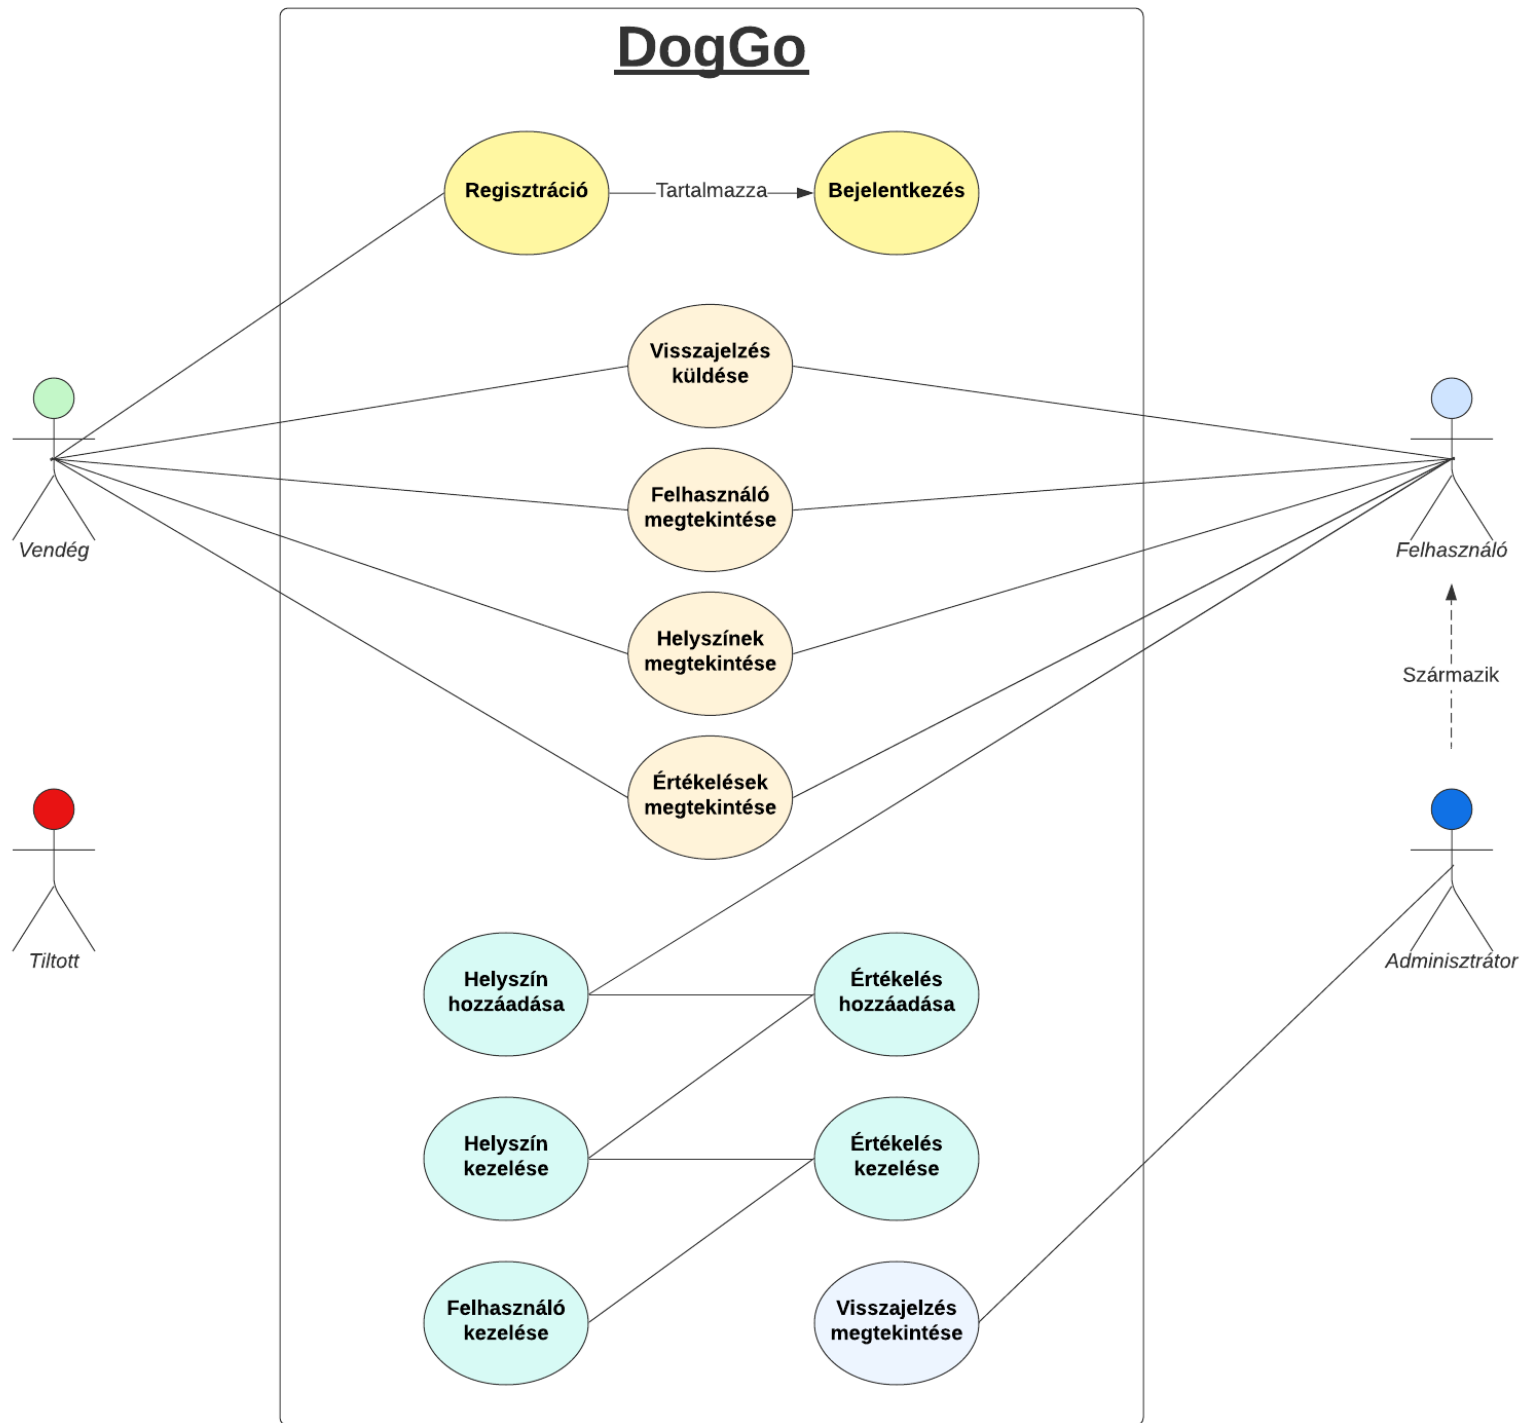 DogGo
Regisztráció
Tartalmazza
Bejelentkezés
Visszajelzés
küldése
Felhasználó
megtekintése
Vendég
Felhasználó
Helyszínek
megtekintése
Származik
Értékelések
megtekintése
Tiltott
Adminisztrátor
Helyszín
hozzáadása
Értékelés
hozzáadása
Helyszín
kezelése
Értékelés
kezelése
Felhasználó
kezelése
Visszajelzés
megtekintése